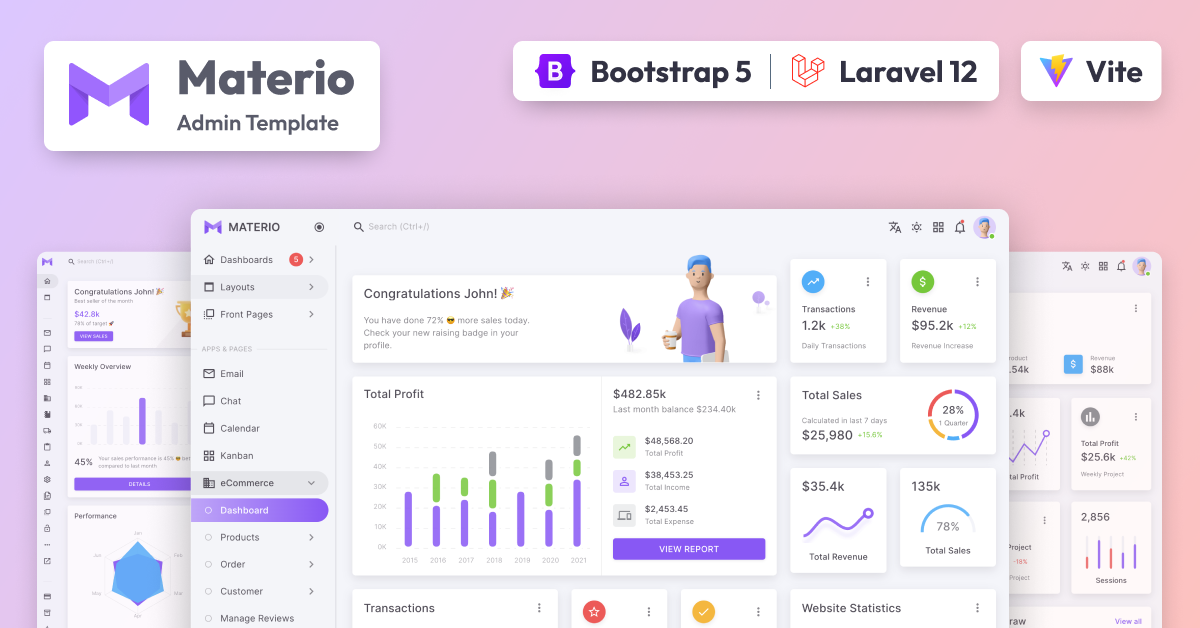 Materio
Admin Template
B Bootstrap 5
Laravel 12
Vite
MATERIO
Search (Ctrl+/)
Dashboards 5
Layouts
Front Pages
APPS & PAGES
Email
Chat
Calendar
Kanban
eCommerce
Dashboard
Products
Order
Customer
Manage Reviews
Congratulations John! 🎉
You have done 72% 😎 more sales today.
Check your new raising badge in your
profile.
Transactions
1.2k +38%
Daily Transactions
$
Revenue
$95.2k +12%
Revenue Increase
Total Profit
60K
50K
40K
30K
20K
10K
0K
2015 2016 2017 2018 2019 2020 2021
$482.85k
Last month balance $234.40k
$48,568.20
Total Profit
$38,453.25
Total Income
$2,453.45
Total Expense
VIEW REPORT
Total Sales
Calculated in last 7 days
$25,980 +15.6%
28%
1 Quarter
$35.4k
Total Revenue
135k
78%
Total Sales
Transactions
Website Statistics
Search (Ctrl+/)
Congratulations John! 🎉
Best seller of the month
$42.8k
78% of target 🚀
VIEW SALES
Weekly Overview
45%
Your sales performance is 45% 😎 be
compared to last month
DETAILS
Performance
Jan
Feb
Mar
Apr
May
Jun
roduct
.54k
$
Revenue
$88k
.4k
tal Profit
Total Profit
$25.6k +42%
Weekly Project
Project
-18%
Project
2,856
Sessions
raw
View all